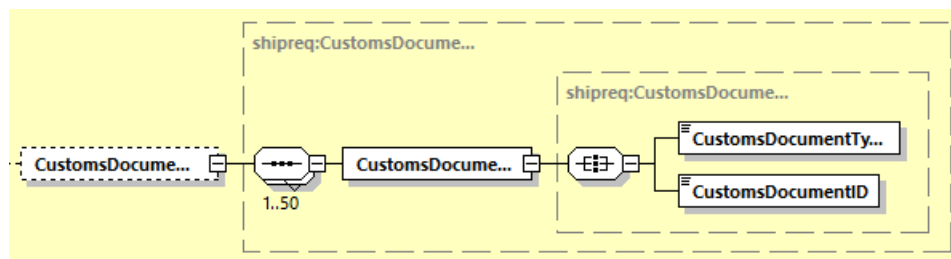 shipreq:CustomsDocume...
shipreq:CustomsDocume...
CustomsDocumentTy...
CustomsDocume...
CustomsDocume...
CustomsDocumentID
1..50